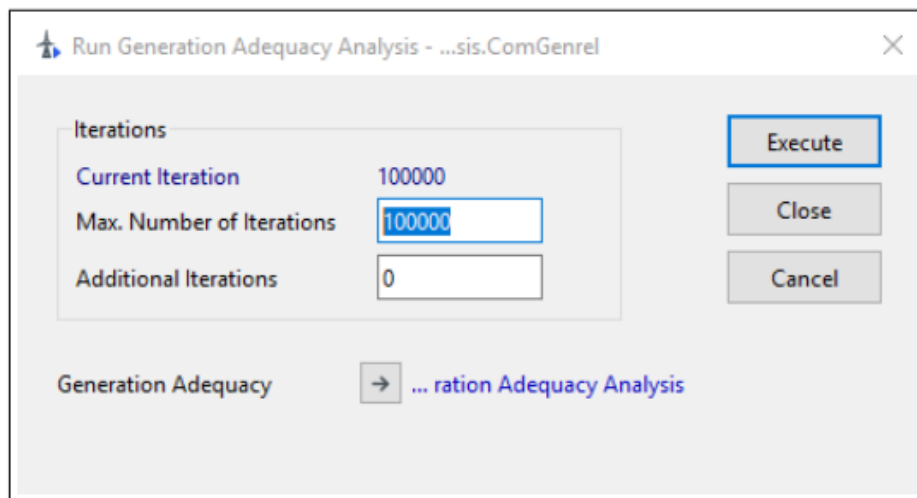 Run Generation Adequacy Analysis - ...sis.ComGenrel
Iterations
Execute
Current Iteration 100000
Max. Number of Iterations 100000
Close
Additional Iterations 0
Cancel
Generation Adequacy ... ration Adequacy Analysis